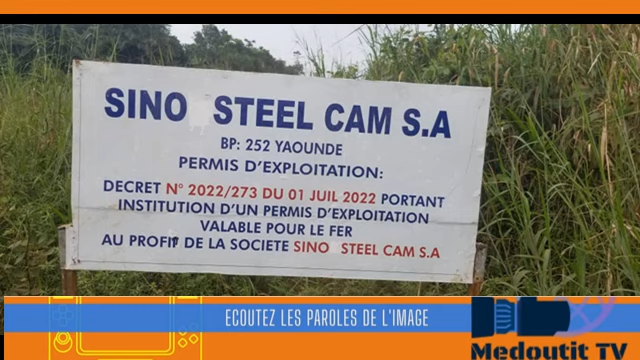 SINO STEEL CAM S.A
BP: 252 YAOUNDE
PERMIS D'EXPLOITATION:
DECRET N° 2022/273 DU 01 JUIL 2022 PORTANT
INSTITUTION D'UN PERMIS D'EXPLOITATION
VALABLE POUR LE FER
AU PROFIT DE LA SOCIETE SINO STEEL CAM S.A
ECOUTEZ LES PAROLES DE L'IMAGE
Medoutit TV